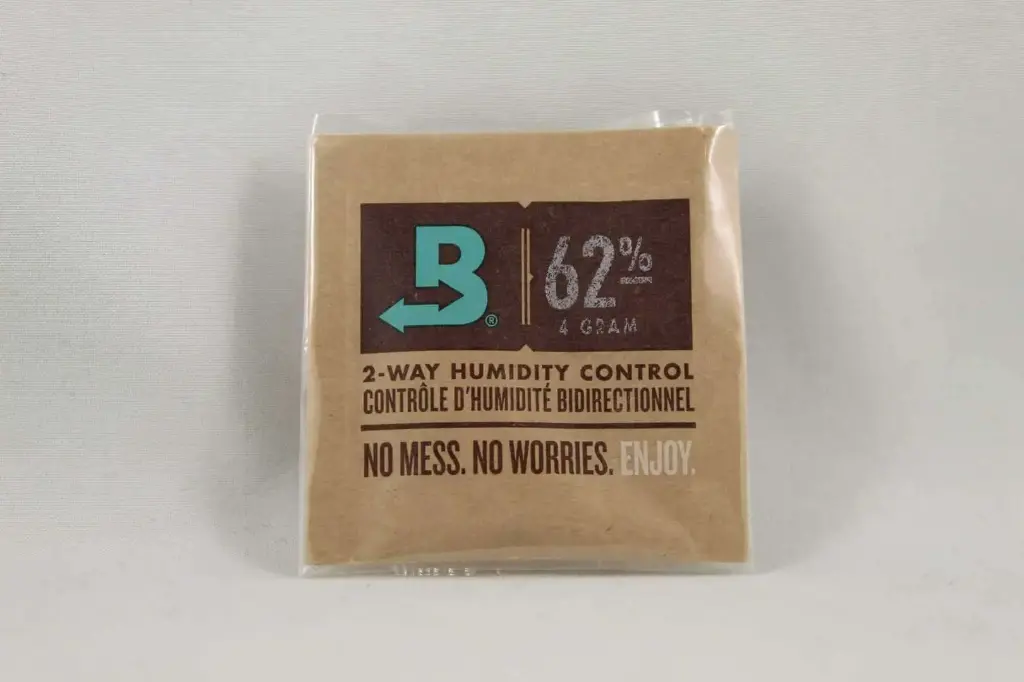 B®
62%
4 GRAM
2-WAY HUMIDITY CONTROL
CONTRÔLE D'HUMIDITÉ BIDIRECTIONNEL
NO MESS. NO WORRIES. ENJOY.